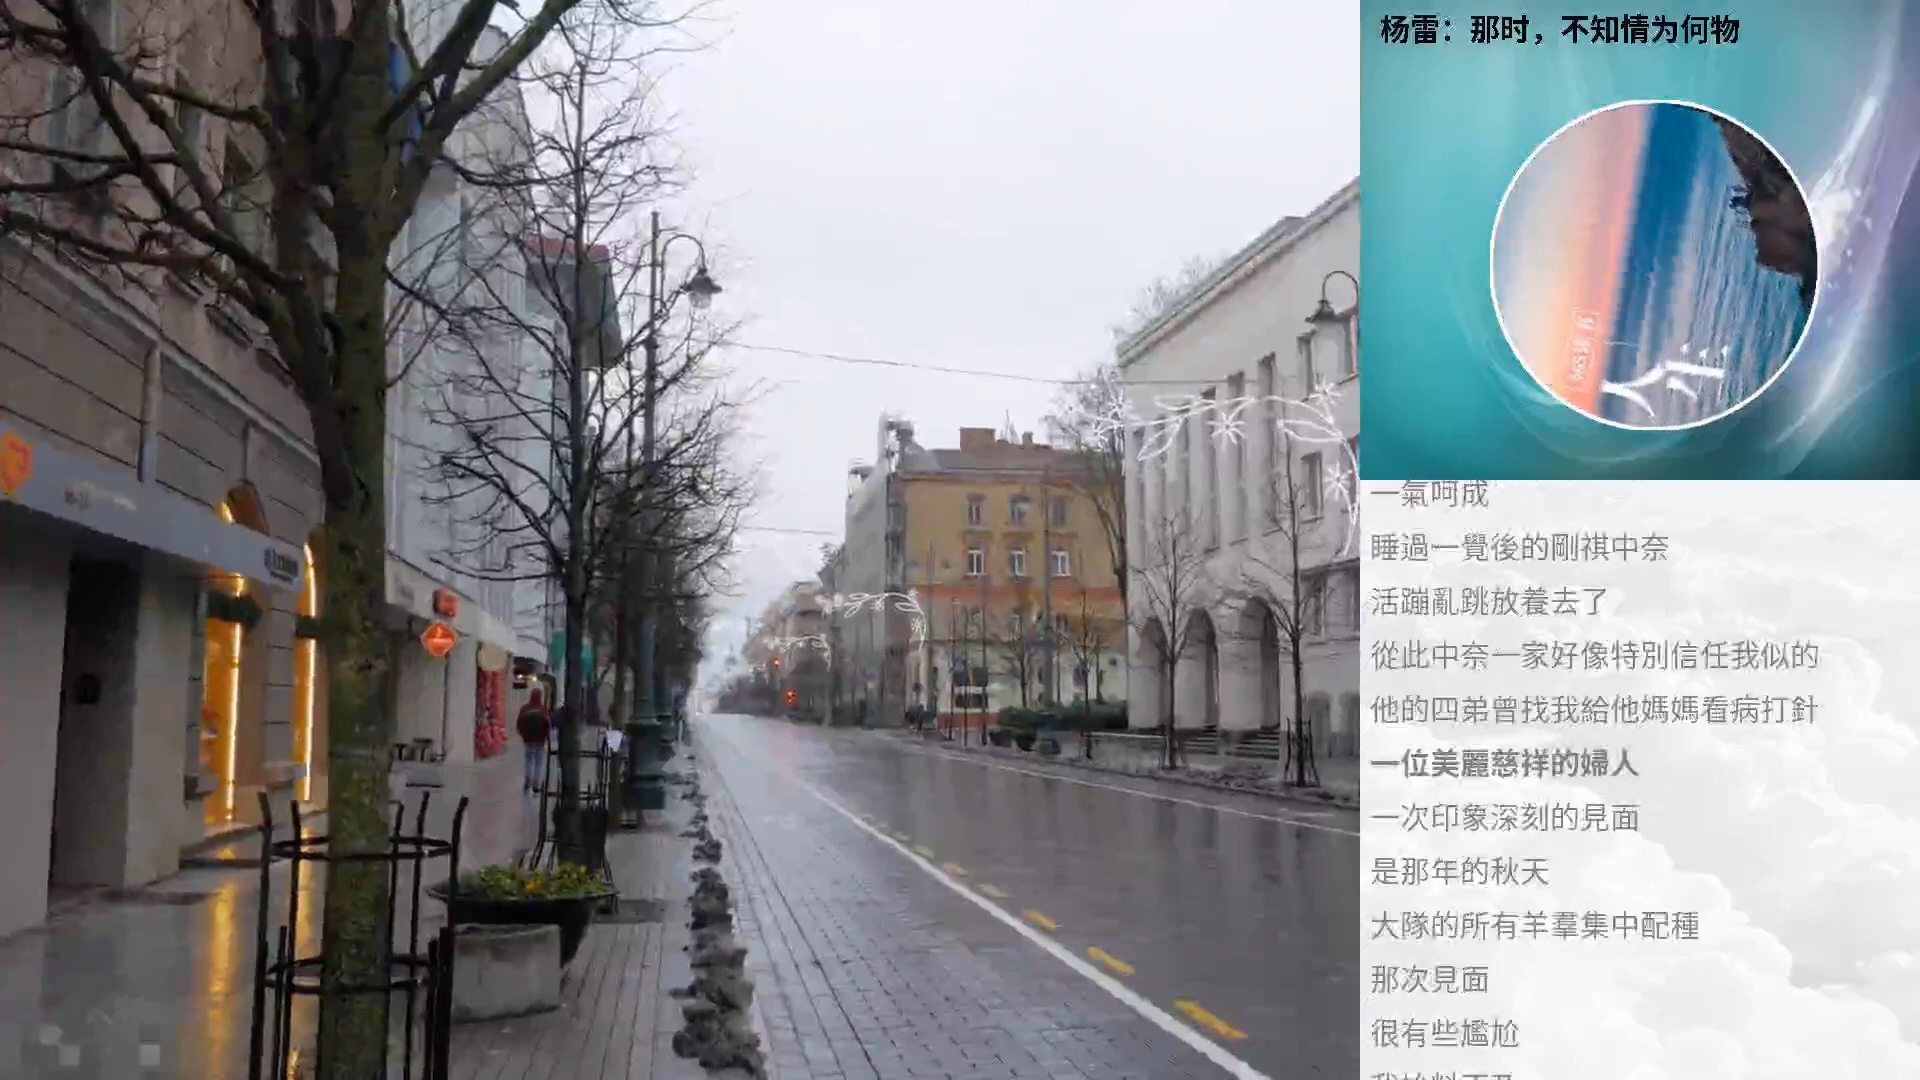 杨雷：那时，不知情为何物
一氣呵成
睡過一覺後的剛祺中奈
活蹦亂跳放養去了
從此中奈一家好像特別信任我似的
他的四弟曾找我給他媽媽看病打針
一位美麗慈祥的婦人
一次印象深刻的見面
是那年的秋天
大隊的所有羊羣集中配種
那次見面
很有些尷尬